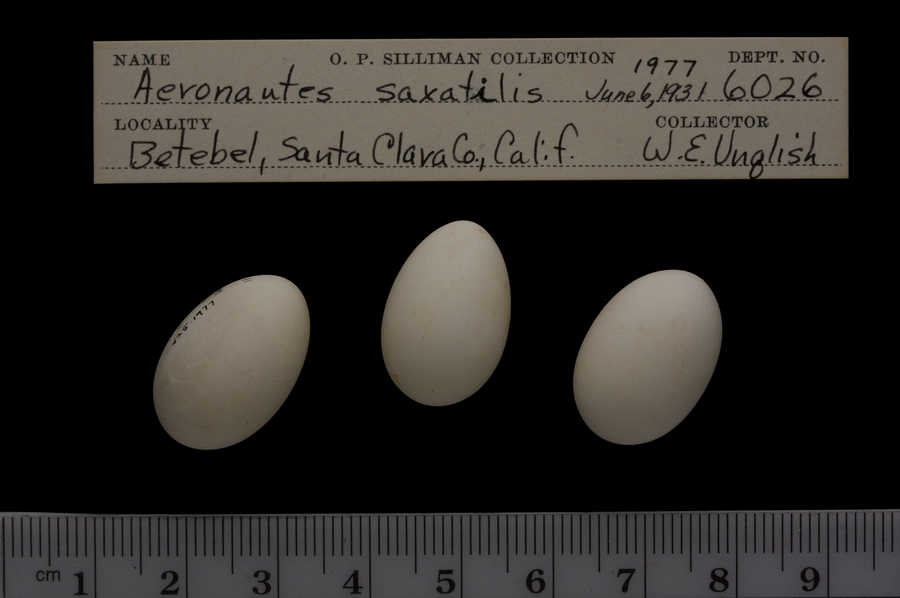 NAME O. P. SILLIMAN COLLECTION 1977 DEPT. NO.
Aeronautes saxatilis June 6, 1931 6026
LOCALITY COLLECTOR
Betebel, Santa Clara Co., Calif. W. E. Unglish
cm 1 2 3 4 5 6 7 8 9